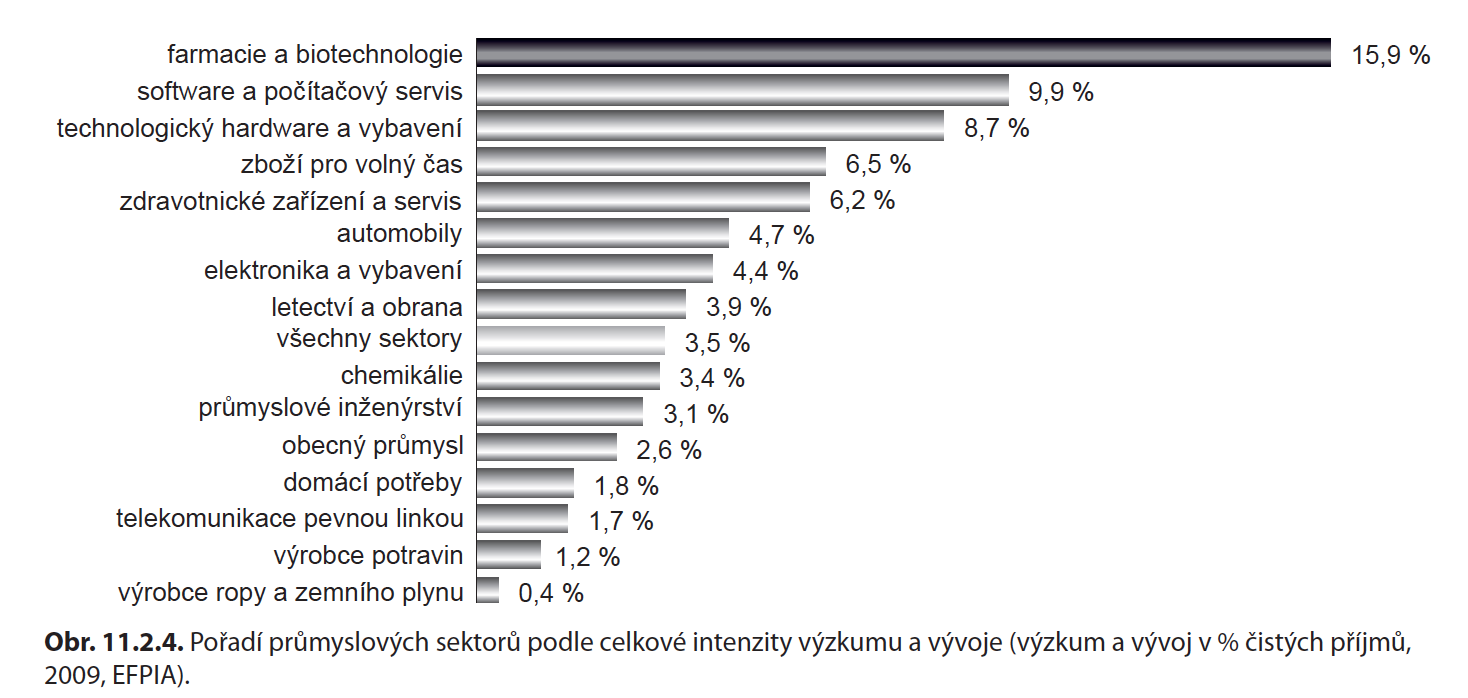 farmacie a biotechnologie 15,9 %
software a počítačový servis 9,9 %
technologický hardware a vybavení 8,7 %
zboží pro volný čas 6,5 %
zdravotnické zařízení a servis 6,2 %
automobily 4,7 %
elektronika a vybavení 4,4 %
letectví a obrana 3,9 %
všechny sektory 3,5 %
chemikálie 3,4 %
průmyslové inženýrství 3,1 %
obecný průmysl 2,6 %
domácí potřeby 1,8 %
telekomunikace pevnou linkou 1,7 %
výrobce potravin 1,2 %
výrobce ropy a zemního plynu 0,4 %
Obr. 11.2.4. Pořadí průmyslových sektorů podle celkové intenzity výzkumu a vývoje (výzkum a vývoj v % čistých příjmů,
2009, EFPIA).